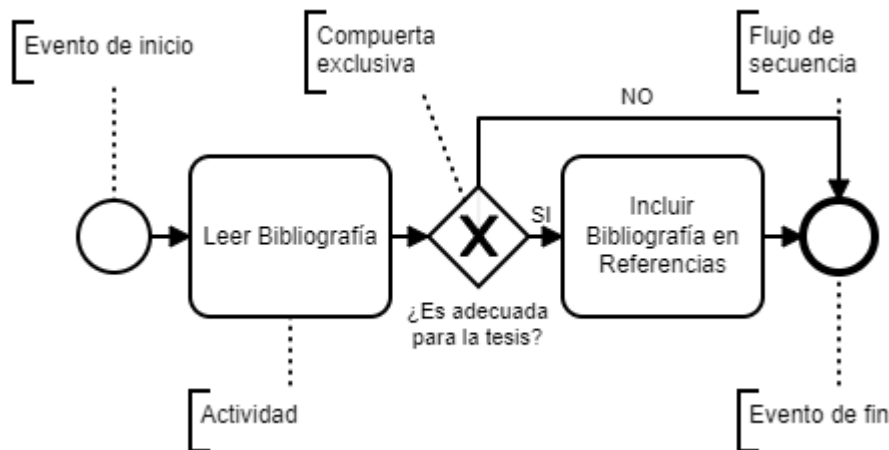 Evento de inicio
Compuerta
exclusiva
Flujo de
secuencia
NO
Leer Bibliografía
X
SI
Incluir
Bibliografía en
Referencias
¿Es adecuada
para la tesis?
Actividad
Evento de fin